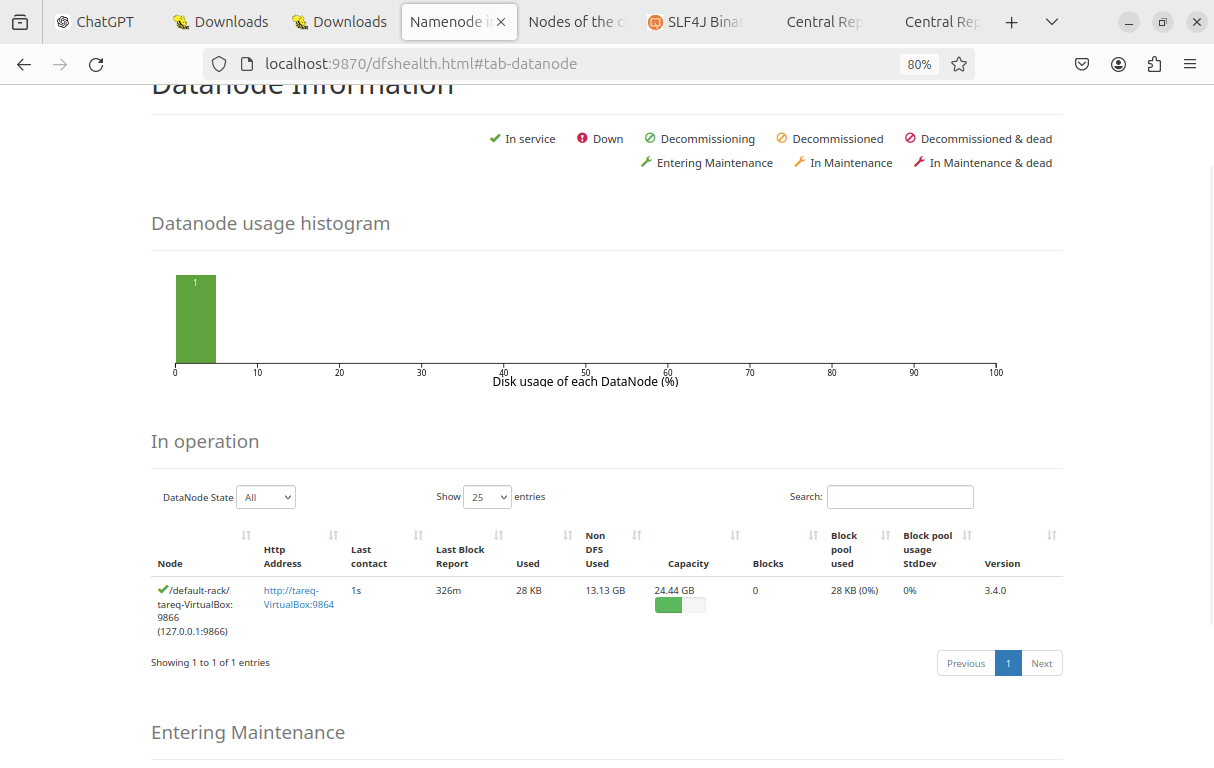 ChatGPT Downloads Downloads Namenode Nodes of the SLF4J Central Central
localhost:9870/dfshealth.html#tab-datanode 80%
Datanode Information
In service Down Decommissioning Decommissioned Decommissioned & dead
Entering Maintenance In Maintenance In Maintenance & dead
Datanode usage histogram
1
0 10 20 30 40 50 60 70 80 90 100
Disk usage of each DataNode (%)
In operation
DataNode State All Show 25 entries Search:
Node Http Address Last contact Last Block Report Used Non DFS Used Capacity Blocks Block pool used Block pool usage StdDev Version
/default-rack/ http://tareq- 1s 326m 28 KB 13.13 GB 24.44 GB 0 28 KB (0%) 0% 3.4.0
tareq-VirtualBox: VirtualBox:9864
9866
(127.0.0.1:9866)
Showing 1 to 1 of 1 entries Previous 1 Next
Entering Maintenance